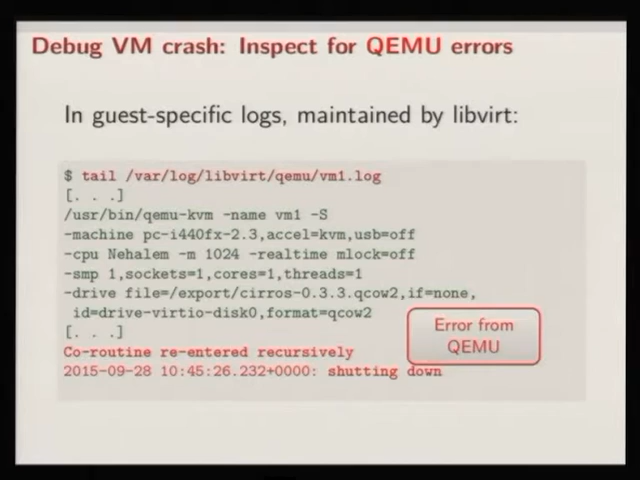 Debug VM crash: Inspect for QEMU errors
In guest-specific logs, maintained by libvirt:
$ tail /var/log/libvirt/qemu/vm1.log
[. . .]
/usr/bin/qemu-kvm -name vm1 -S
-machine pc-i440fx-2.3,accel=kvm,usb=off
-cpu Nehalem -m 1024 -realtime mlock=off
-smp 1,sockets=1,cores=1,threads=1
-drive file=/export/cirros-0.3.3.qcow2,if=none,
id=drive-virtio-disk0,format=qcow2
[. . .]
Error from
QEMU
Co-routine re-entered recursively
2015-09-28 10:45:26.232+0000: shutting down